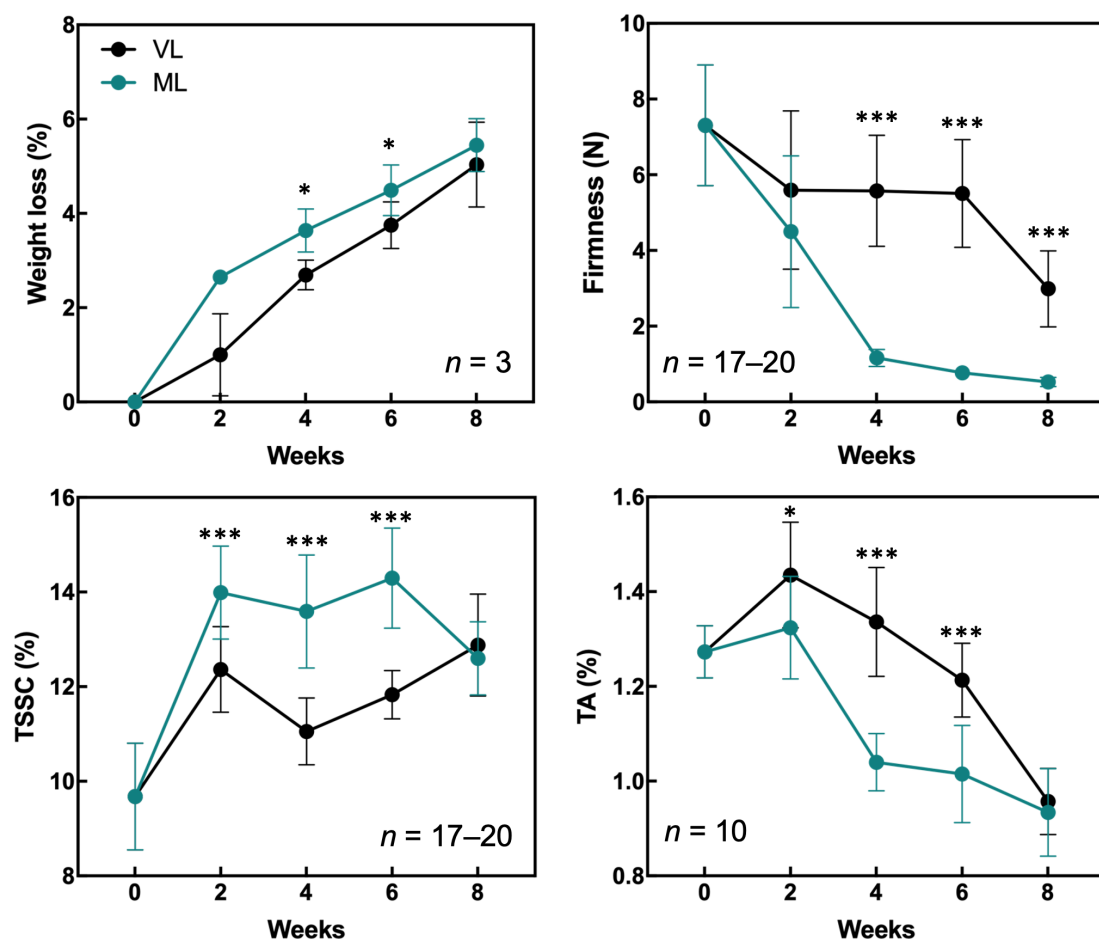 8
VL
ML
6
*
*
4
2
0
Weight loss (%)
n = 3
0 2 4 6 8
Weeks
10
8
***
***
6
***
4
2
0
Firmness (N)
n = 17–20
0 2 4 6 8
Weeks
16
***
***
***
14
12
10
8
TSSC (%)
n = 17–20
0 2 4 6 8
Weeks
1.6
*
***
1.4
***
1.2
1.0
0.8
TA (%)
n = 10
0 2 4 6 8
Weeks